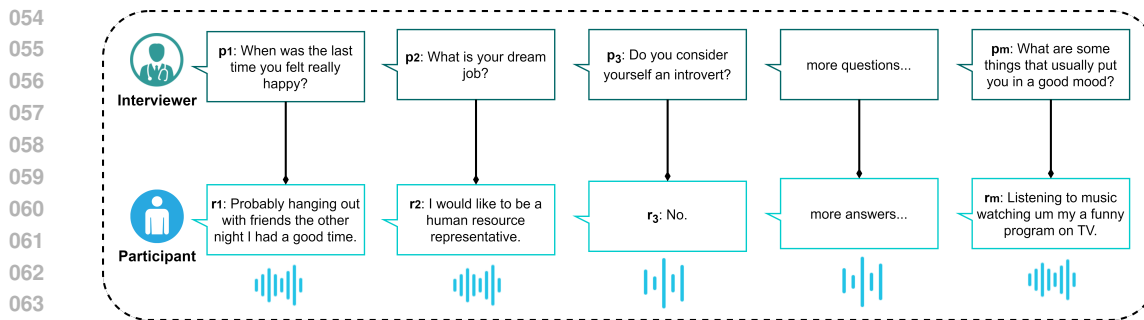 054
055
056
057
058
059
060
061
062
063
Interviewer
p1: When was the last
time you felt really
happy?
p2: What is your dream
job?
p3: Do you consider
yourself an introvert?
more questions...
pm: What are some
things that usually put
you in a good mood?
Participant
r1: Probably hanging out
with friends the other
night I had a good time.
r2: I would like to be a
human resource
representative.
r3: No.
more answers...
rm: Listening to music
watching um my a funny
program on TV.